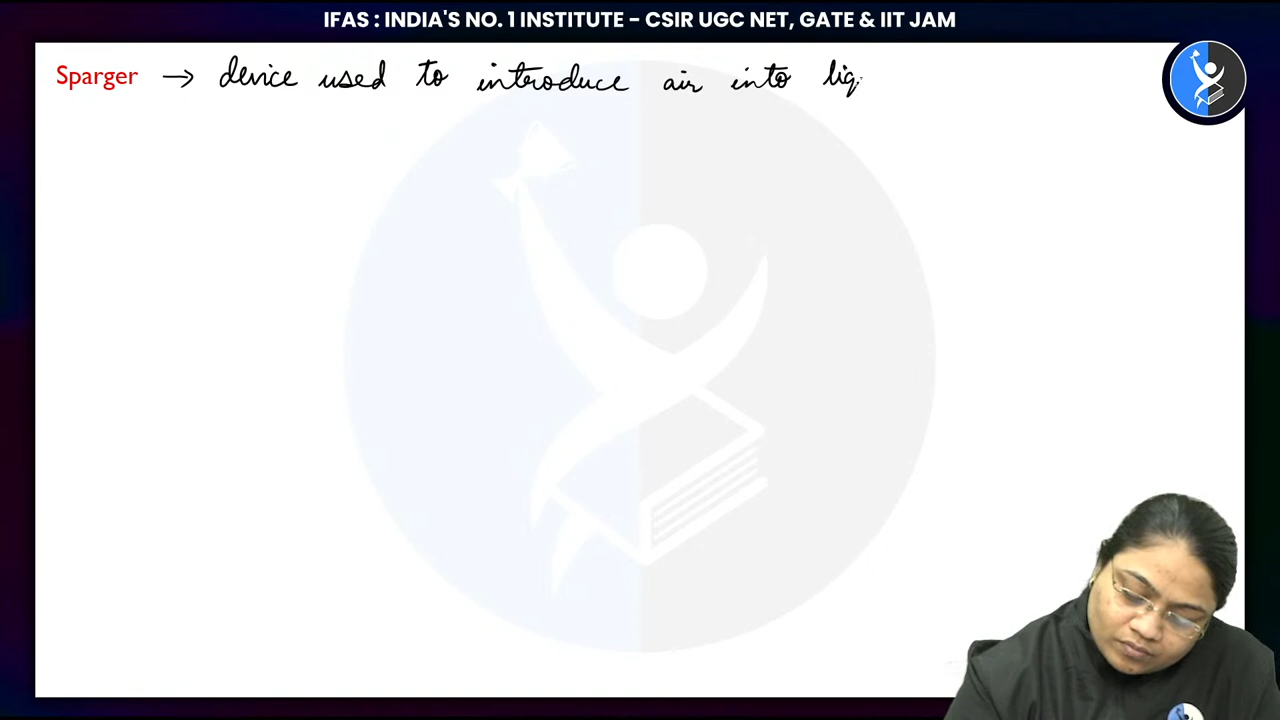 IFAS : INDIA'S NO. 1 INSTITUTE – CSIR UGC NET, GATE & IIT JAM
Sparger → device used to introduce air into liq